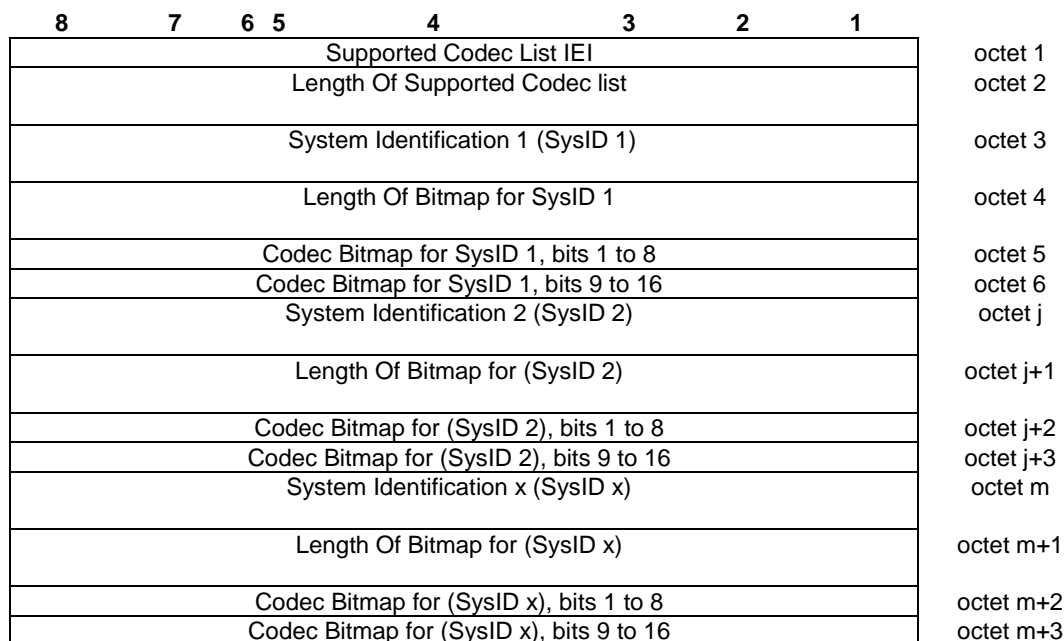 8 7 6 5 4 3 2 1
Supported Codec List IEI octet 1
Length Of Supported Codec list octet 2
System Identification 1 (SysID 1) octet 3
Length Of Bitmap for SysID 1 octet 4
Codec Bitmap for SysID 1, bits 1 to 8 octet 5
Codec Bitmap for SysID 1, bits 9 to 16 octet 6
System Identification 2 (SysID 2) octet j
Length Of Bitmap for (SysID 2) octet j+1
Codec Bitmap for (SysID 2), bits 1 to 8 octet j+2
Codec Bitmap for (SysID 2), bits 9 to 16 octet j+3
System Identification x (SysID x) octet m
Length Of Bitmap for (SysID x) octet m+1
Codec Bitmap for (SysID x), bits 1 to 8 octet m+2
Codec Bitmap for (SysID x), bits 9 to 16 octet m+3